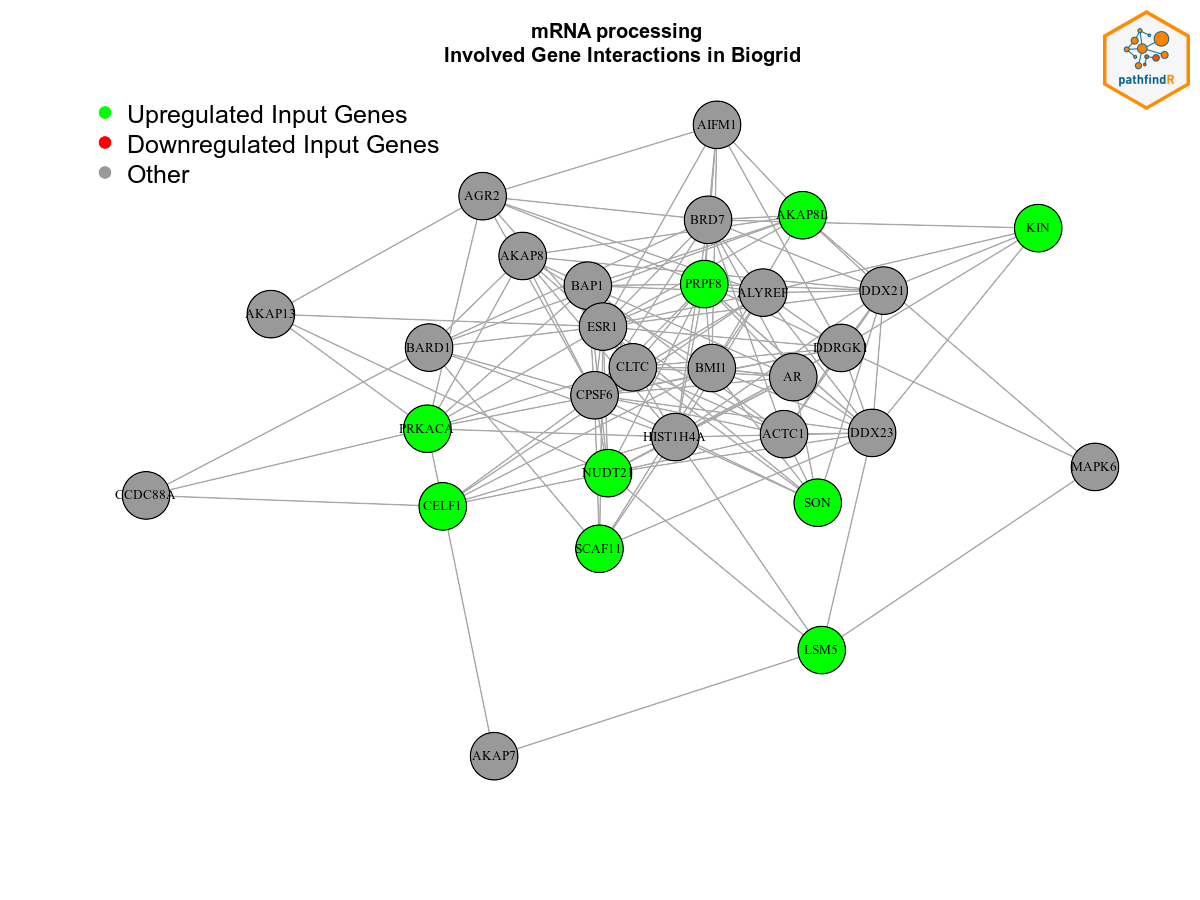 mRNA processing
Involved Gene Interactions in Biogrid
pathfindR
Upregulated Input Genes
Downregulated Input Genes
Other
AIFM1
AGR2
BRD7
AKAP8L
KIN
AKAP8
BAP1
PRPF8
ALYREF
DDX21
AKAP13
ESR1
BARD1
DDRGK1
CLTC
BMI1
AR
CPSF6
PRKACA
HIST1H4A
ACTC1
DDX23
NUDT21
MAPK6
CCDC88A
CELF1
SON
SCAF11
LSM5
AKAP7